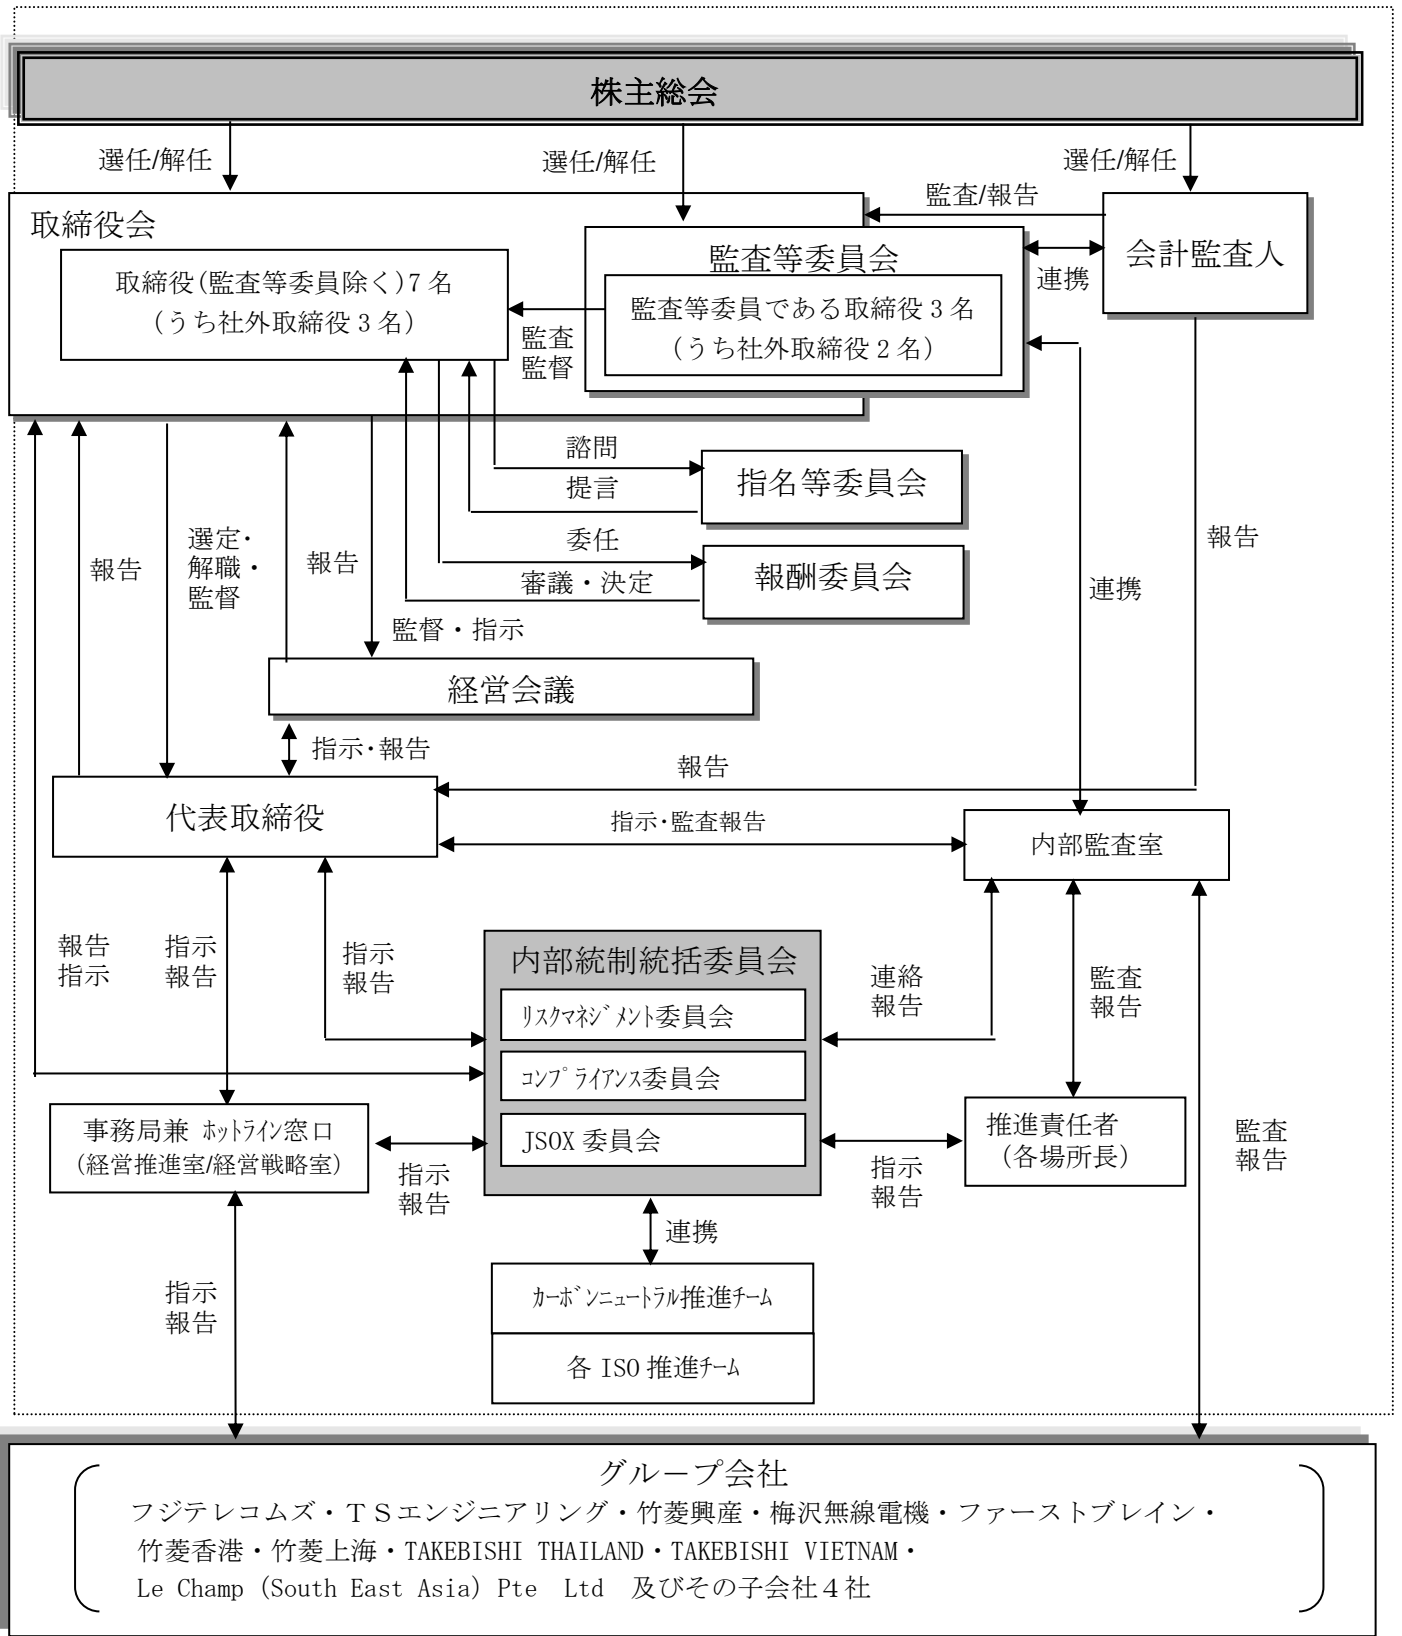 株主総会
選任/解任
選任/解任
選任/解任
取締役会
監査/報告
会計監査人
監査等委員会
連携
取締役(監査等委員除く)7名
(うち社外取締役3名)
監査等委員である取締役3名
(うち社外取締役2名)
監査
監督
諮問
提言
指名等委員会
委任
審議・決定
報酬委員会
報告
選定・
解職・
監督
報告
監督・指示
報告
連携
経営会議
指示・報告
報告
代表取締役
指示・監査報告
内部監査室
報告
指示
指示
報告
指示
報告
内部統制統括委員会
リスクマネジメント委員会
コンプライアンス委員会
JSOX委員会
連絡
報告
監査
報告
事務局兼 ホットライン窓口
(経営推進室/経営戦略室)
指示
報告
推進責任者
(各場所長)
指示
報告
監査
報告
連携
指示
報告
カーボンニュートラル推進チーム
各ISO推進チーム
グループ会社
フジテレコムズ・TSエンジニアリング・竹菱興産・梅沢無線電機・ファーストブレイン・
竹菱香港・竹菱上海・TAKEBISHI THAILAND・TAKEBISHI VIETNAM・
Le Champ (South East Asia) Pte Ltd 及びその子会社4社